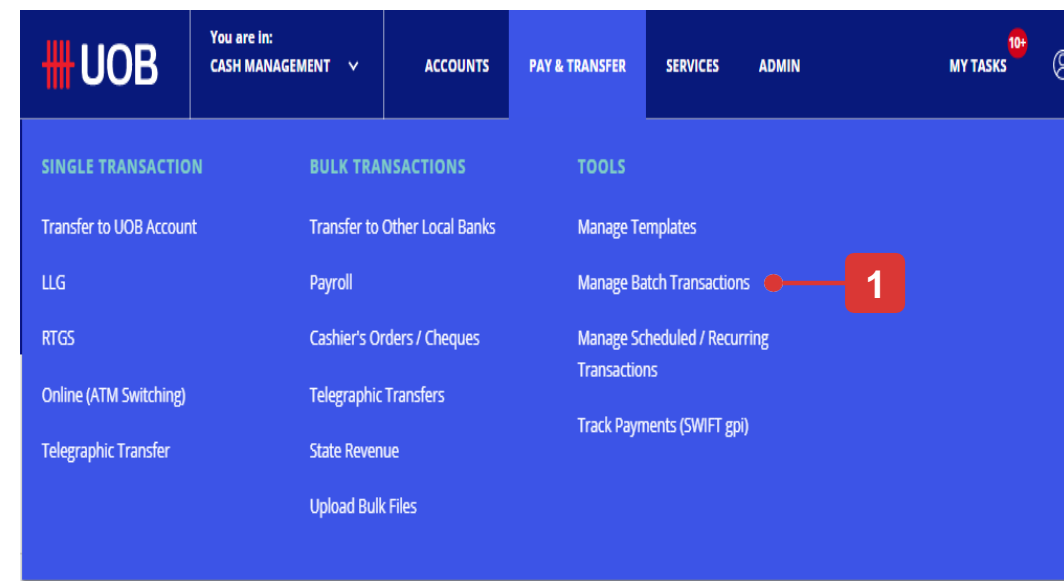 UOB
You are in:
CASH MANAGEMENT
ACCOUNTS
PAY & TRANSFER
SERVICES
ADMIN
MY TASKS
10+
SINGLE TRANSACTION
Transfer to UOB Account
LLG
RTGS
Online (ATM Switching)
Telegraphic Transfer
BULK TRANSACTIONS
Transfer to Other Local Banks
Payroll
Cashier's Orders / Cheques
Telegraphic Transfers
State Revenue
Upload Bulk Files
TOOLS
Manage Templates
Manage Batch Transactions
1
Manage Scheduled / Recurring
Transactions
Track Payments (SWIFT gpi)